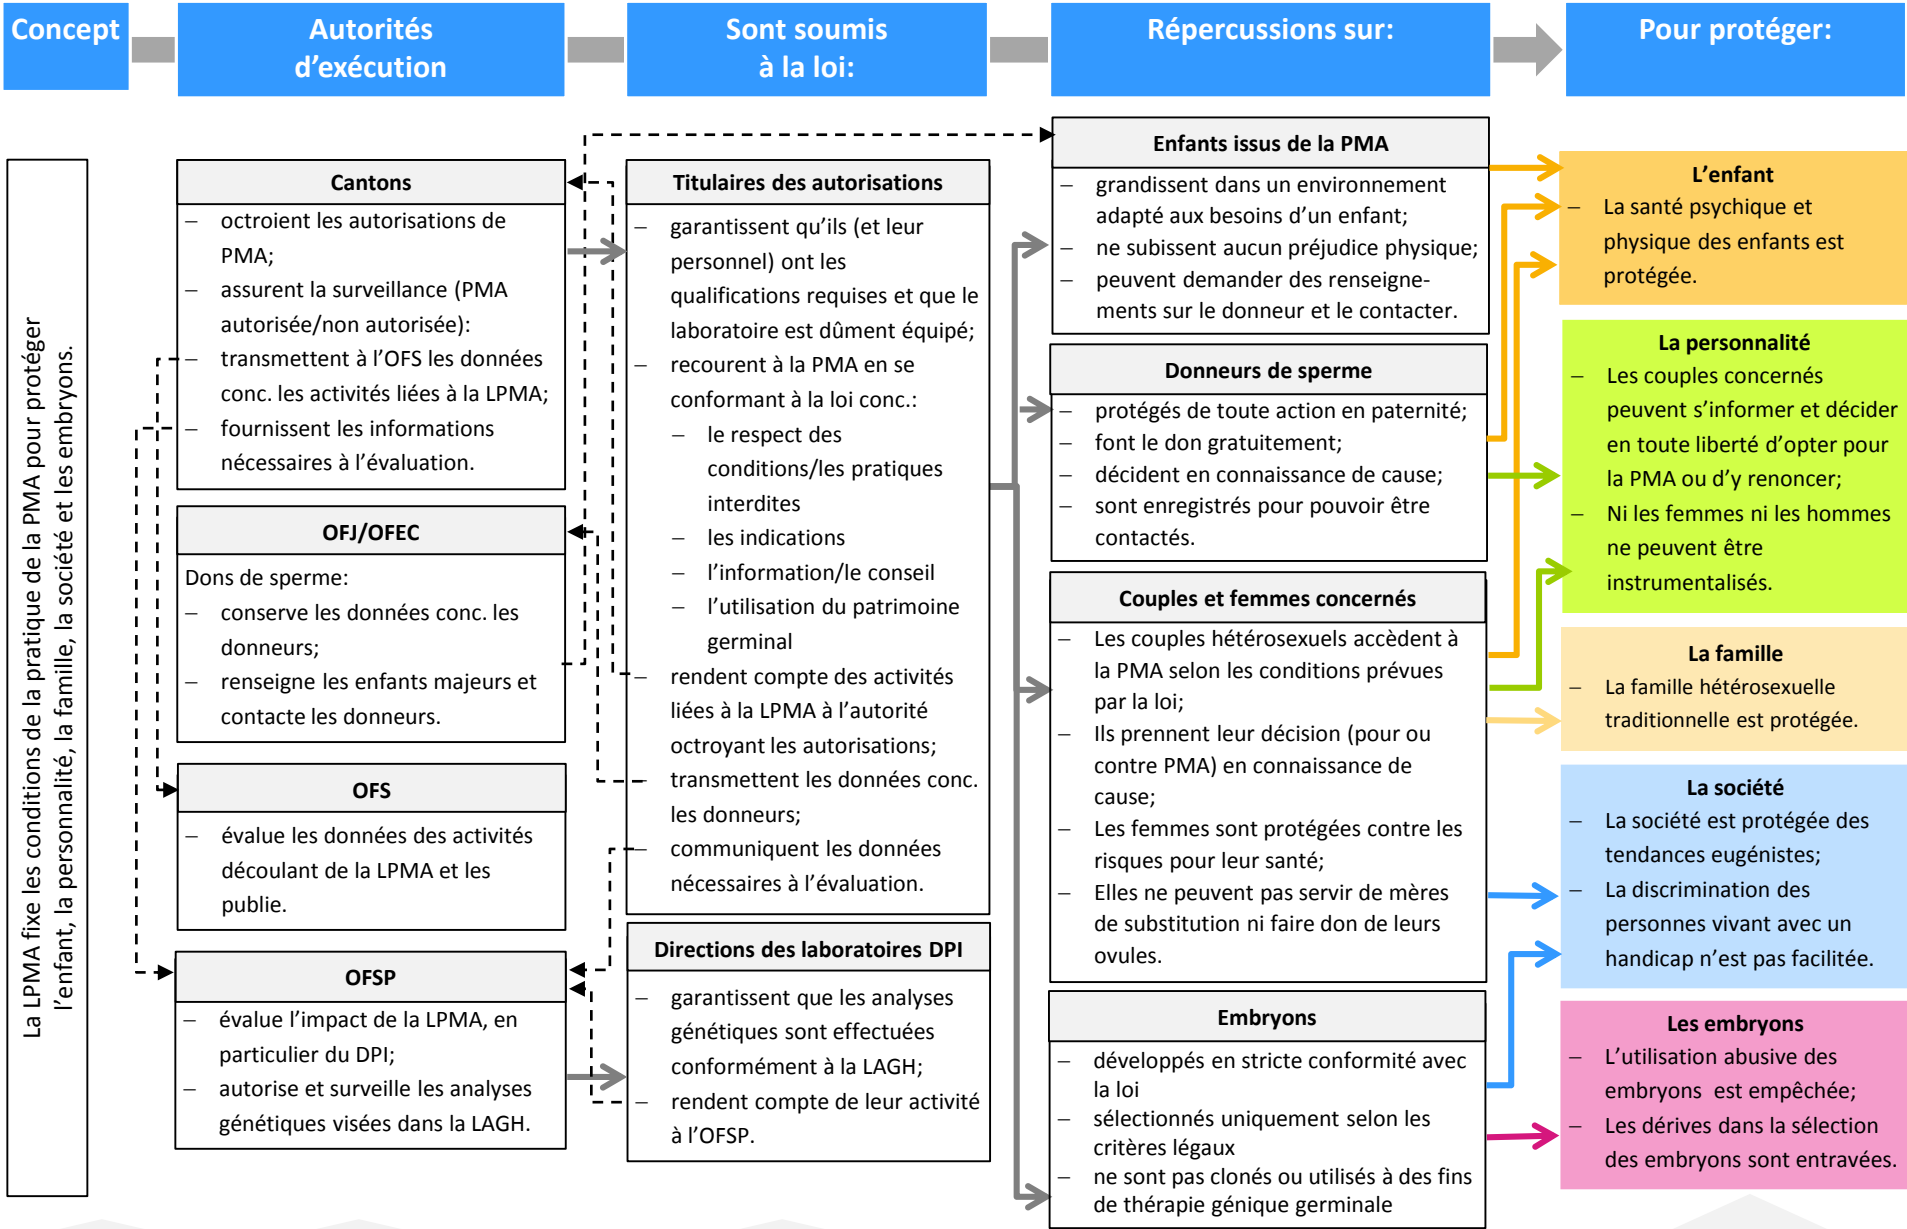 Concept
Autorités
d'exécution
Sont soumis
à la loi:
Répercussions sur:
Pour protéger:
La LPMA fixe les conditions de la pratique de la PMA pour protéger
l'enfant, la personnalité, la famille, la société et les embryons.
Cantons
– octroient les autorisations de
PMA;
– assurent la surveillance (PMA
autorisée/non autorisée):
– transmettent à l'OFS les données
conc. les activités liées à la LPMA;
– fournissent les informations
nécessaires à l'évaluation.
OFJ/OFEC
Dons de sperme:
– conserve les données conc. les
donneurs;
– renseigne les enfants majeurs et
contacte les donneurs.
OFS
– évalue les données des activités
découlant de la LPMA et les
publie.
OFSP
– évalue l'impact de la LPMA, en
particulier du DPI;
– autorise et surveille les analyses
génétiques visées dans la LAGH.
Titulaires des autorisations
– garantissent qu'ils (et leur
personnel) ont les
qualifications requises et que le
laboratoire est dûment équipé;
– recourent à la PMA en se
conformant à la loi conc.:
– le respect des
conditions/les pratiques
interdites
– les indications
– l'information/le conseil
– l'utilisation du patrimoine
germinal
– rendent compte des activités
liées à la LPMA à l'autorité
octroyant les autorisations;
– transmettent les données conc.
les donneurs;
– communiquent les données
nécessaires à l'évaluation.
Directions des laboratoires DPI
– garantissent que les analyses
génétiques sont effectuées
conformément à la LAGH;
– rendent compte de leur activité
à l'OFSP.
Enfants issus de la PMA
– grandissent dans un environnement
adapté aux besoins d'un enfant;
– ne subissent aucun préjudice physique;
– peuvent demander des renseigne-
ments sur le donneur et le contacter.
Donneurs de sperme
– protégés de toute action en paternité;
– font le don gratuitement;
– décident en connaissance de cause;
– sont enregistrés pour pouvoir être
contactés.
Couples et femmes concernés
– Les couples hétérosexuels accèdent à
la PMA selon les conditions prévues
par la loi;
– Ils prennent leur décision (pour ou
contre PMA) en connaissance de
cause;
– Les femmes sont protégées contre les
risques pour leur santé;
– Elles ne peuvent pas servir de mères
de substitution ni faire don de leurs
ovules.
Embryons
– développés en stricte conformité avec
la loi
– sélectionnés uniquement selon les
critères légaux
– ne sont pas clonés ou utilisés à des fins
de thérapie génique germinale
L'enfant
– La santé psychique et
physique des enfants est
protégée.
La personnalité
– Les couples concernés
peuvent s'informer et décider
en toute liberté d'opter pour
la PMA ou d'y renoncer;
– Ni les femmes ni les hommes
ne peuvent être
instrumentalisés.
La famille
– La famille hétérosexuelle
traditionnelle est protégée.
La société
– La société est protégée des
tendances eugénistes;
– La discrimination des
personnes vivant avec un
handicap n'est pas facilitée.
Les embryons
– L'utilisation abusive des
embryons est empêchée;
– Les dérives dans la sélection
des embryons sont entravées.